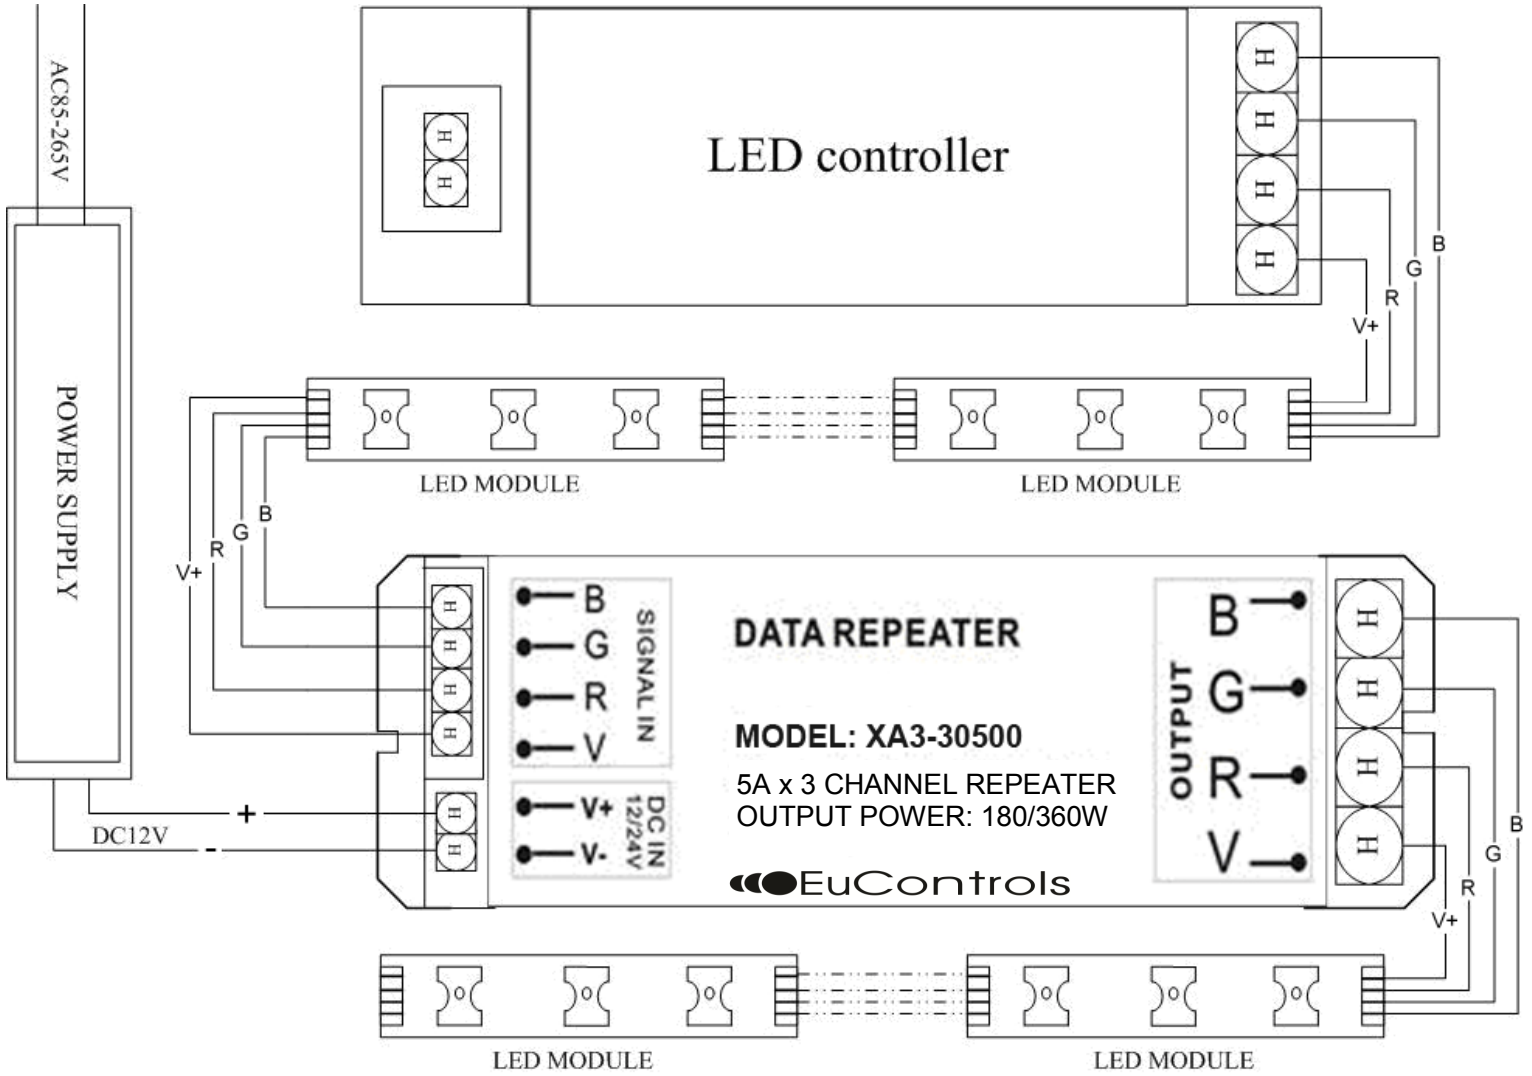 AC85-265V
POWER SUPPLY
LED controller
H
H
H
H
H
H
B
G
R
V+
LED MODULE
LED MODULE
B
G
R
V+
H
H
H
H
H
H
B
G
R
V
SIGNAL IN
V+
V-
DC IN
12/24V
+
DC12V
-
DATA REPEATER
MODEL: XA3-30500
5A x 3 CHANNEL REPEATER
OUTPUT POWER: 180/360W
EuControls
OUTPUT
B
G
R
V
H
H
H
H
B
G
R
V+
LED MODULE
LED MODULE